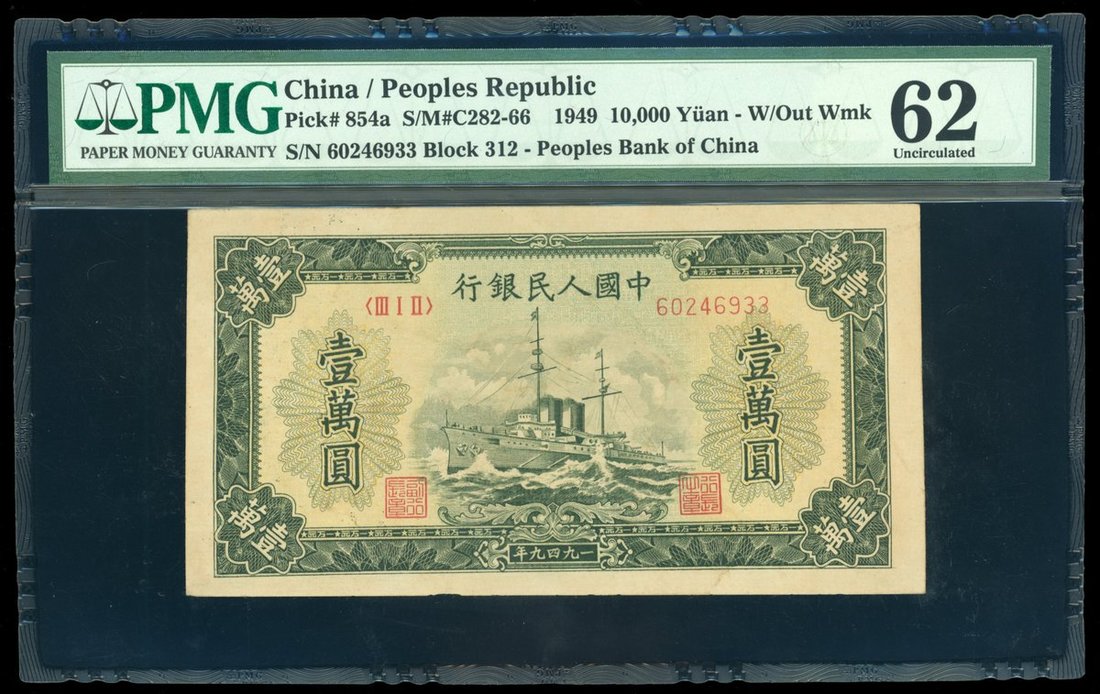 PMG
PAPER MONEY GUARANTY
China / Peoples Republic
Pick# 854a S/M#C282-66 1949 10,000 Yüan - W/Out Wmk
S/N 60246933 Block 312 - Peoples Bank of China
62
Uncirculated
壹萬
行銀民人國中
壹萬
〈III I II〉
60246933
壹萬圓
壹萬圓
壹萬
年九四九一
壹萬